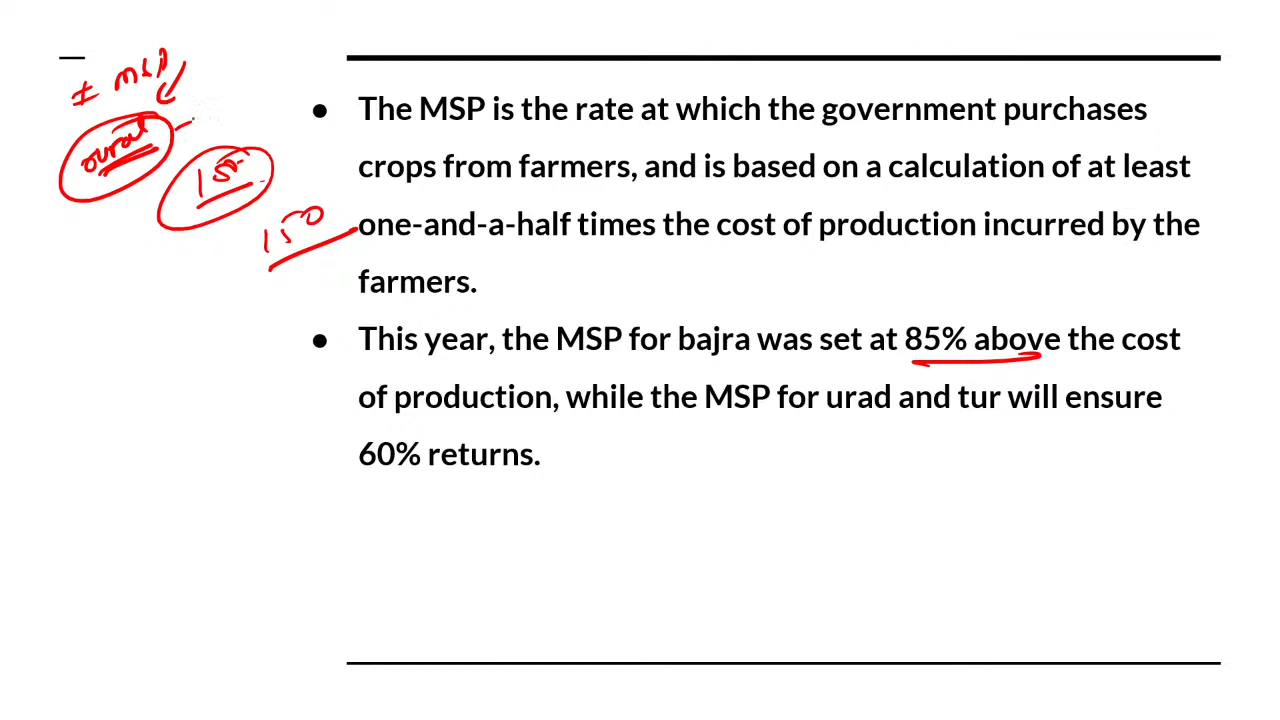 ± MSP
150
150
● The MSP is the rate at which the government purchases
crops from farmers, and is based on a calculation of at least
one-and-a-half times the cost of production incurred by the
farmers.
● This year, the MSP for bajra was set at 85% above the cost
of production, while the MSP for urad and tur will ensure
60% returns.